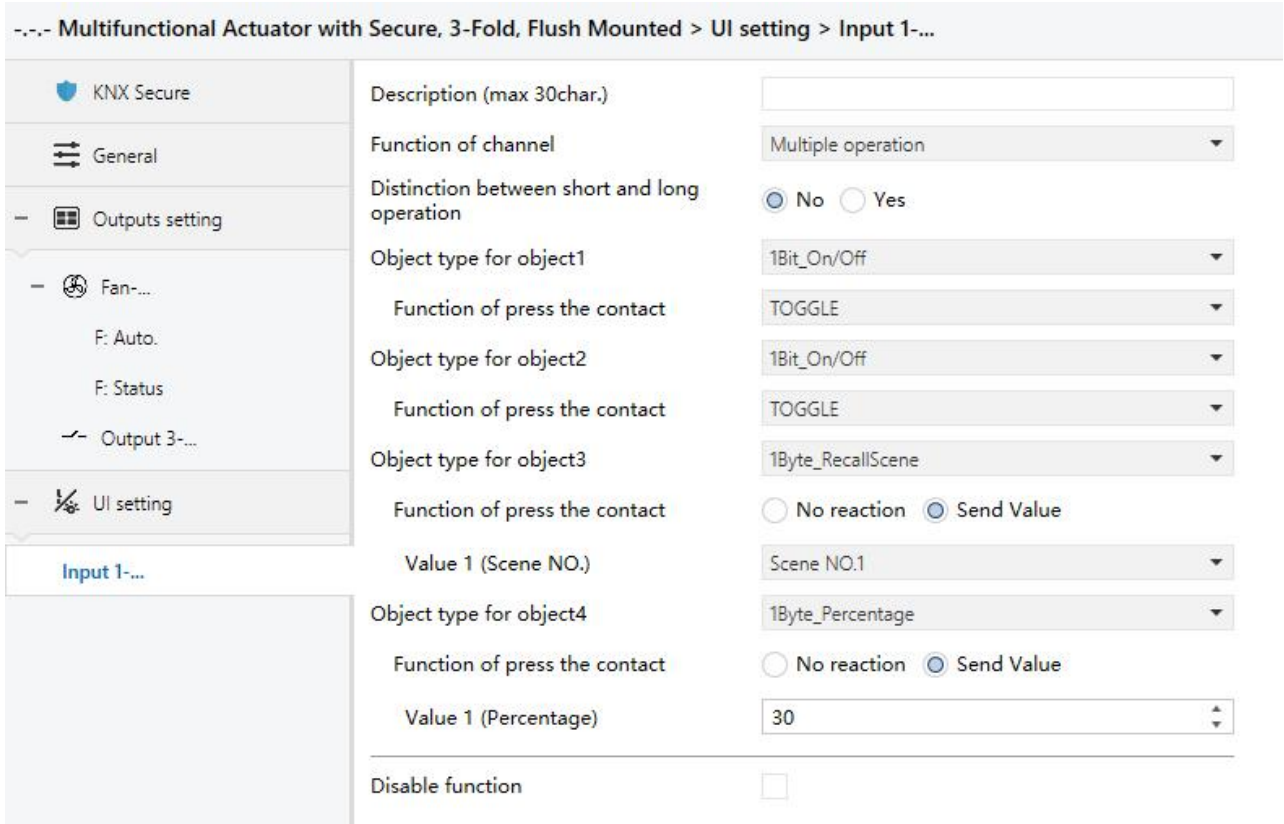 -.-.- Multifunctional Actuator with Secure, 3-Fold, Flush Mounted > UI setting > Input 1-...
KNX Secure
General
Outputs setting
Fan-...
F: Auto.
F: Status
Output 3-...
UI setting
Input 1-...
Description (max 30char.)
Function of channel Multiple operation
Distinction between short and long
operation No Yes
Object type for object1 1Bit_On/Off
Function of press the contact TOGGLE
Object type for object2 1Bit_On/Off
Function of press the contact TOGGLE
Object type for object3 1Byte_RecallScene
Function of press the contact No reaction Send Value
Value 1 (Scene NO.) Scene NO.1
Object type for object4 1Byte_Percentage
Function of press the contact No reaction Send Value
Value 1 (Percentage) 30
Disable function